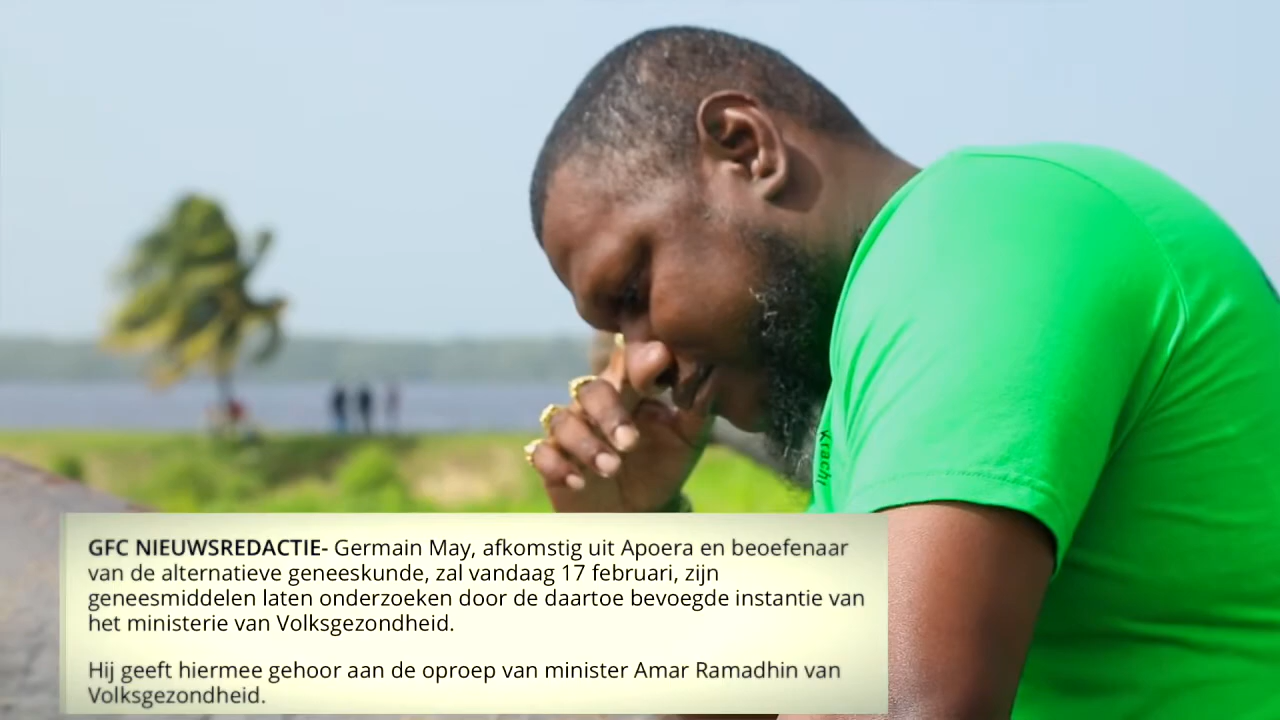 Kracht
GFC NIEUWSREDACTIE- Germain May, afkomstig uit Apoera en beoefenaar
van de alternatieve geneeskunde, zal vandaag 17 februari, zijn
geneesmiddelen laten onderzoeken door de daartoe bevoegde instantie van
het ministerie van Volksgezondheid.
Hij geeft hiermee gehoor aan de oproep van minister Amar Ramadhin van
Volksgezondheid.